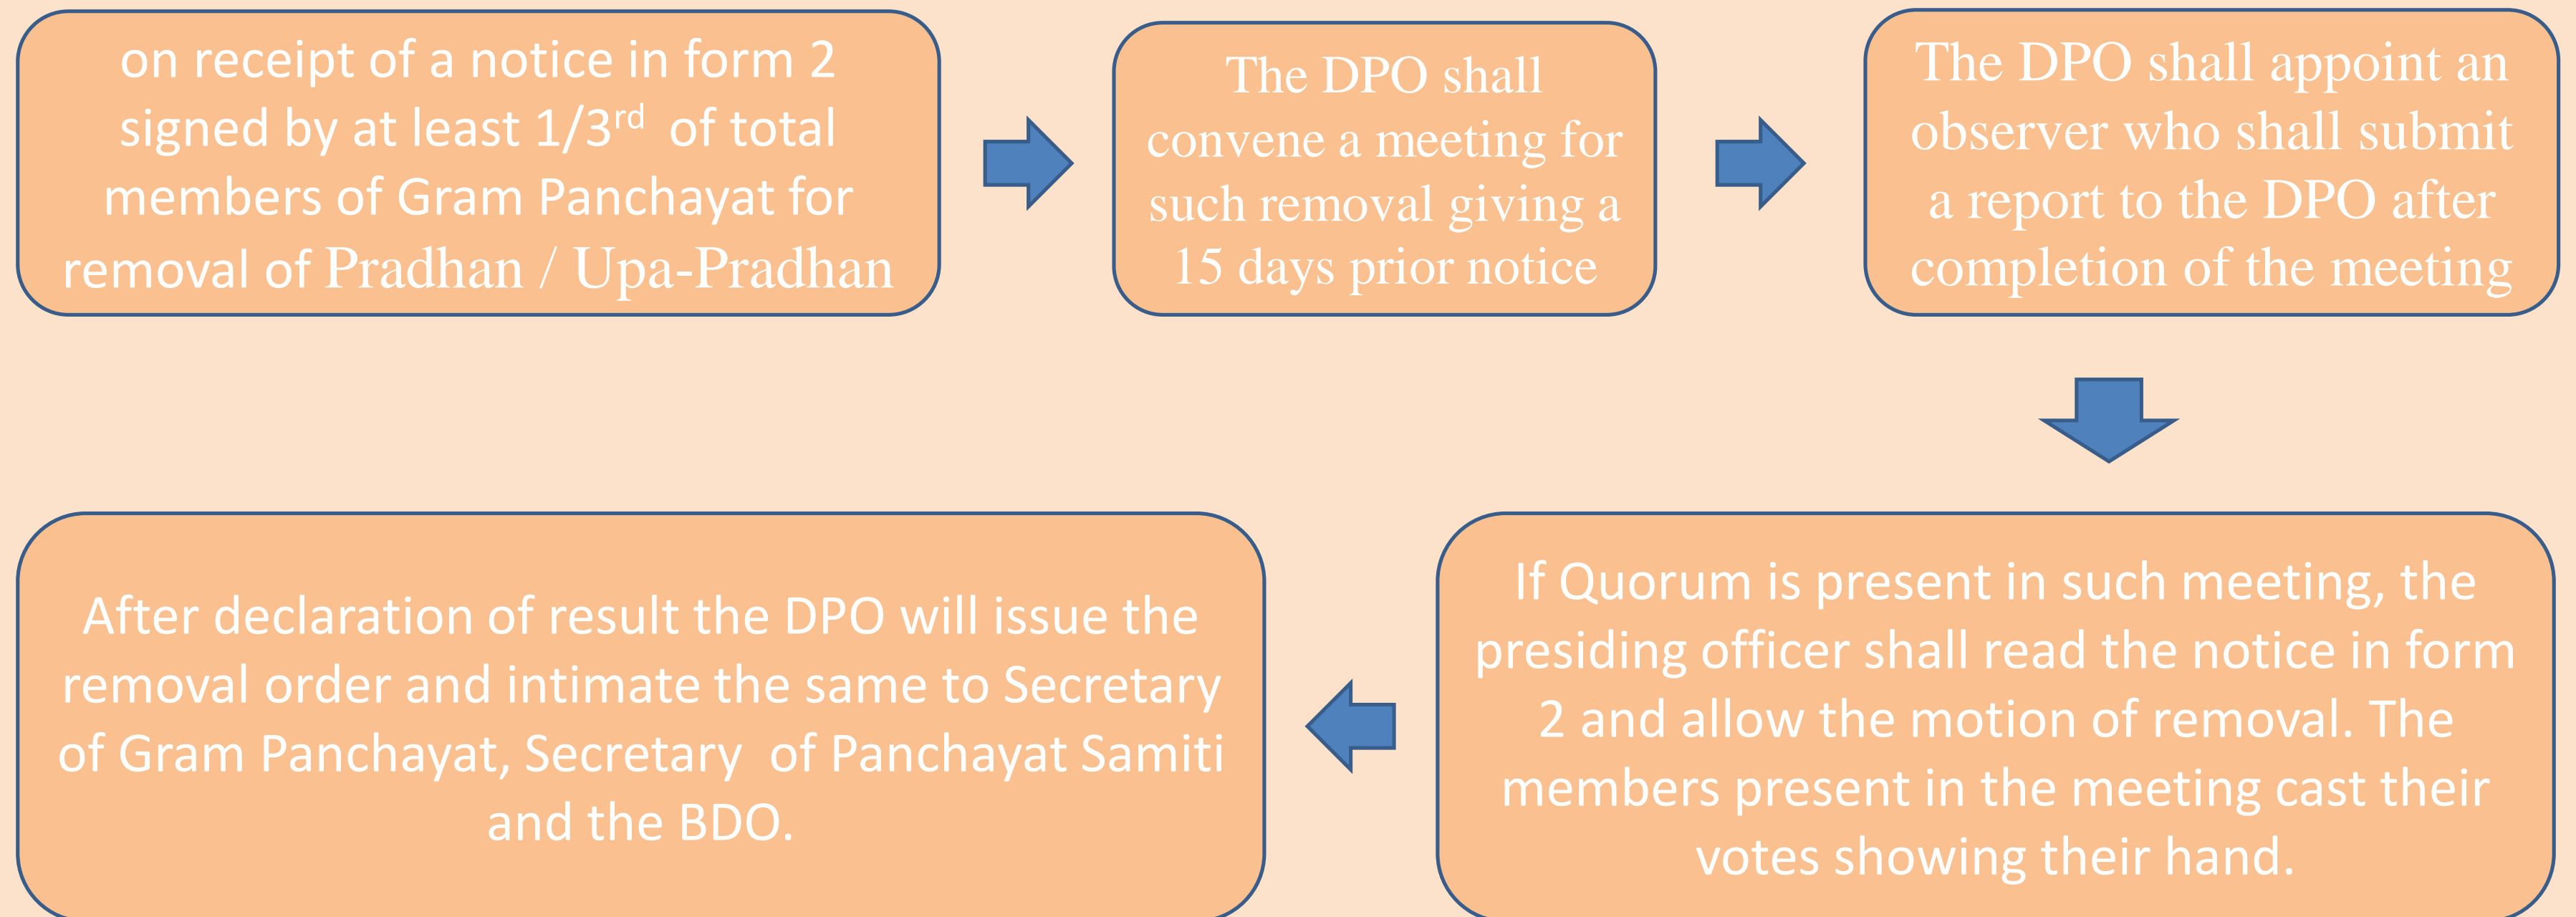 on receipt of a notice in form 2
signed by at least 1/3rd of total
members of Gram Panchayat for
removal of Pradhan / Upa-Pradhan
The DPO shall
convene a meeting for
such removal giving a
15 days prior notice
The DPO shall appoint an
observer who shall submit
a report to the DPO after
completion of the meeting
If Quorum is present in such meeting, the
presiding officer shall read the notice in form
2 and allow the motion of removal. The
members present in the meeting cast their
votes showing their hand.
After declaration of result the DPO will issue the
removal order and intimate the same to Secretary
of Gram Panchayat, Secretary of Panchayat Samiti
and the BDO.